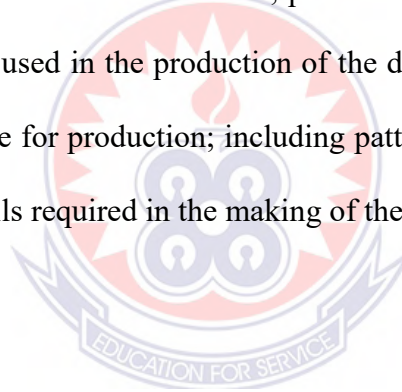 used in the production of the d
e for production; including patt
lls required in the making of the
EDUCATION FOR SERVICE